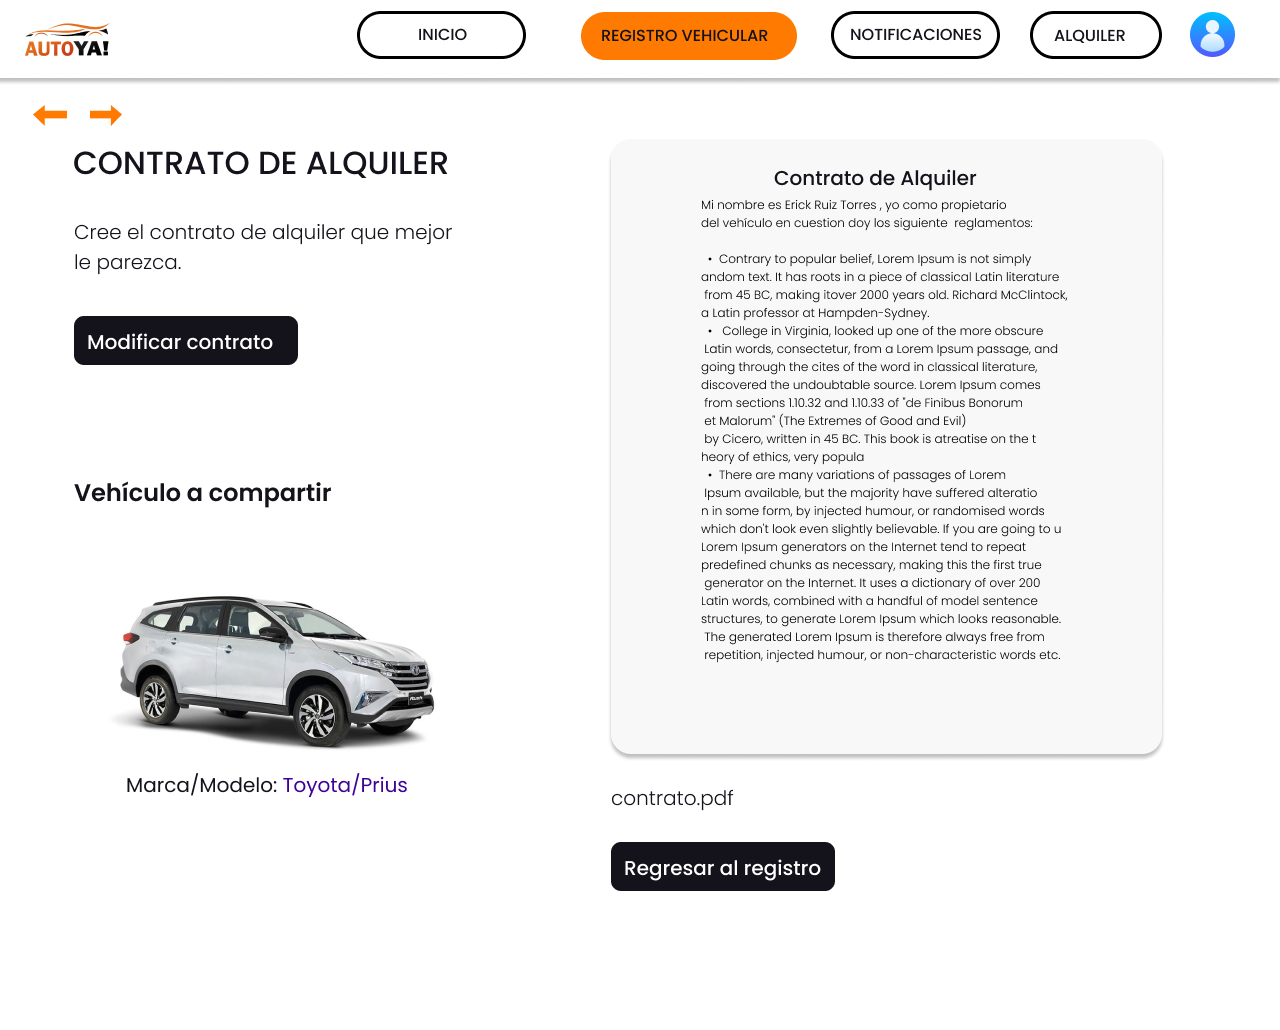 AUTOYA!
INICIO
REGISTRO VEHICULAR
NOTIFICACIONES
ALQUILER
CONTRATO DE ALQUILER
Cree el contrato de alquiler que mejor
le parezca.
Modificar contrato
Vehículo a compartir
Marca/Modelo: Toyota/Prius
Contrato de Alquiler
Mi nombre es Erick Ruiz Torres , yo como propietario
del vehículo en cuestion doy los siguiente  reglamentos:
• Contrary to popular belief, Lorem Ipsum is not simply
andom text. It has roots in a piece of classical Latin literature
from 45 BC, making itover 2000 years old. Richard McClintock,
a Latin professor at Hampden-Sydney.
• College in Virginia, looked up one of the more obscure
Latin words, consectetur, from a Lorem Ipsum passage, and
going through the cites of the word in classical literature,
discovered the undoubtable source. Lorem Ipsum comes
from sections 1.10.32 and 1.10.33 of "de Finibus Bonorum
et Malorum" (The Extremes of Good and Evil)
by Cicero, written in 45 BC. This book is atreatise on the t
heory of ethics, very popula
• There are many variations of passages of Lorem
Ipsum available, but the majority have suffered alteratio
n in some form, by injected humour, or randomised words
which don't look even slightly believable. If you are going to u
Lorem Ipsum generators on the Internet tend to repeat
predefined chunks as necessary, making this the first true
generator on the Internet. It uses a dictionary of over 200
Latin words, combined with a handful of model sentence
structures, to generate Lorem Ipsum which looks reasonable.
The generated Lorem Ipsum is therefore always free from
repetition, injected humour, or non-characteristic words etc.
contrato.pdf
Regresar al registro